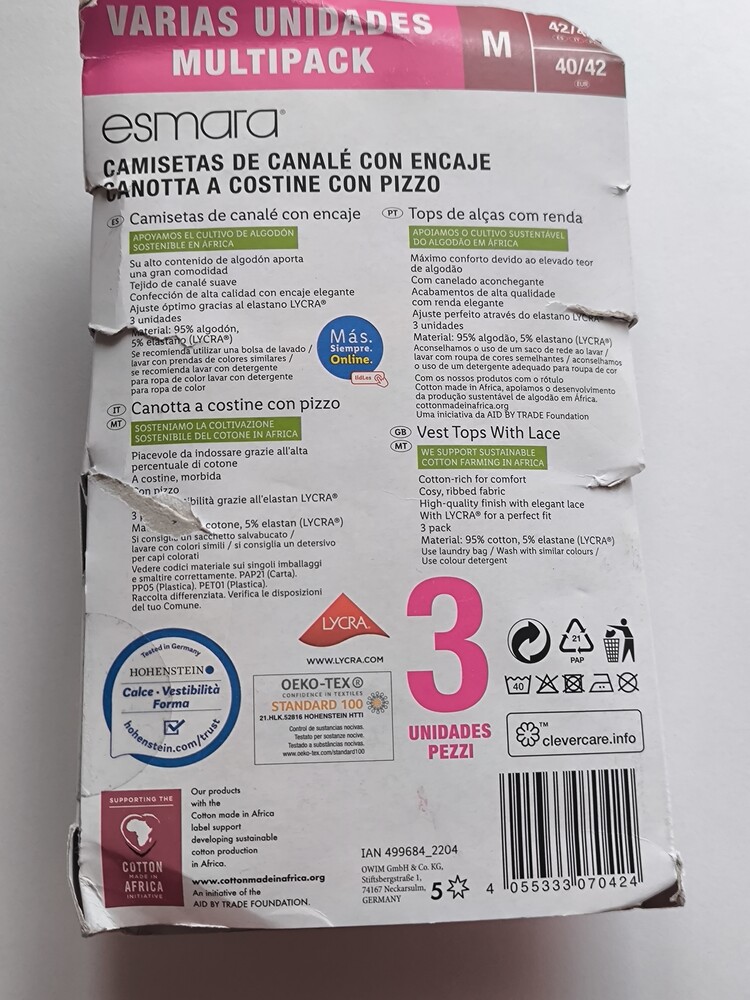 VARIAS UNIDADES
MULTIPACK
M
40/42
EUR
esmara®
CAMISETAS DE CANALÉ CON ENCAJE
CANOTTA A COSTINE CON PIZZO
ES Camisetas de canalé con encaje
APOYAMOS EL CULTIVO DE ALGODÓN
SOSTENIBLE EN ÁFRICA
Su alto contenido de algodón aporta
una gran comodidad
Tejido de canalé suave
Confección de alta calidad con encaje elegante
Ajuste óptimo gracias al elastano LYCRA®
3 unidades
Material: 95% algodón,
5% elastano (LYCRA®)
Se recomienda utilizar una bolsa de lavado /
lavar con prendas de colores similares /
se recomienda lavar con detergente
para ropa de color lavar con detergente
para ropa de color
Más.
Siempre.
Online.
lidl.es
IT MT Canotta a costine con pizzo
SOSTENIAMO LA COLTIVAZIONE
SOSTENIBILE DEL COTONE IN AFRICA
Piacevole da indossare grazie all'alta
percentuale di cotone
A costine, morbida
Con pizzo
grazie all'elastan LYCRA®
3
cotone, 5% elastan (LYCRA®)
Si consiglia un sacchetto salvabucato /
lavare con colori simili / si consiglia un detersivo
per capi colorati
Vedere codici materiale sui singoli imballaggi
e smaltire correttamente. PAP21 (Carta).
PP05 (Plastica). PET01 (Plastica).
Raccolta differenziata. Verifica le disposizioni
del tuo Comune.
PT Tops de alças com renda
APOIAMOS O CULTIVO SUSTENTÁVEL
DO ALGODÃO EM ÁFRICA
Máximo conforto devido ao elevado teor
de algodão
Com canelado aconchegante
Acabamentos de alta qualidade
com renda elegante
Ajuste perfeito através do elastano LYCRA®
3 unidades
Material: 95% algodão, 5% elastano (LYCRA®)
Aconselhamos o uso de um saco de rede ao lavar /
lavar com roupa de cores semelhantes / aconselhamos
o uso de um detergente adequado para roupa de cor
Com os nossos produtos com o rótulo
Cotton made in Africa, apoiamos o desenvolvimento
da produção sustentável de algodão em África.
cottonmadeinafrica.org
Uma iniciativa da AID BY TRADE Foundation
GB MT Vest Tops With Lace
WE SUPPORT SUSTAINABLE
COTTON FARMING IN AFRICA
Cotton-rich for comfort
Cosy, ribbed fabric
High-quality finish with elegant lace
With LYCRA® for a perfect fit
3 pack
Material: 95% cotton, 5% elastane (LYCRA®)
Use laundry bag / Wash with similar colours /
Use colour detergent
Tested in Germany
HOHENSTEIN
Calce · Vestibilità
Forma
hohenstein.com/trust
LYCRA®
WWW.LYCRA.COM
OEKO-TEX®
CONFIDENCE IN TEXTILES
STANDARD 100
21.HLK.52816 HOHENSTEIN HTTI
Control de sustancias nocivas.
Testato per sostanze nocive.
Testado a substâncias nocivas.
www.oeko-tex.com/standard100
3
UNIDADES
PEZZI
21
PAP
40
clevercare.info
TM
SUPPORTING THE
COTTON
MADE IN
AFRICA
INITIATIVE
Our products
with the
Cotton made in Africa
label support
developing sustainable
cotton production
in Africa.
www.cottonmadeinafrica.org
An initiative of the
AID BY TRADE FOUNDATION.
IAN 499684_2204
OWIM GmbH & Co. KG,
Stiftsbergstraße 1,
74167 Neckarsulm,
GERMANY
5
4 055333 070424